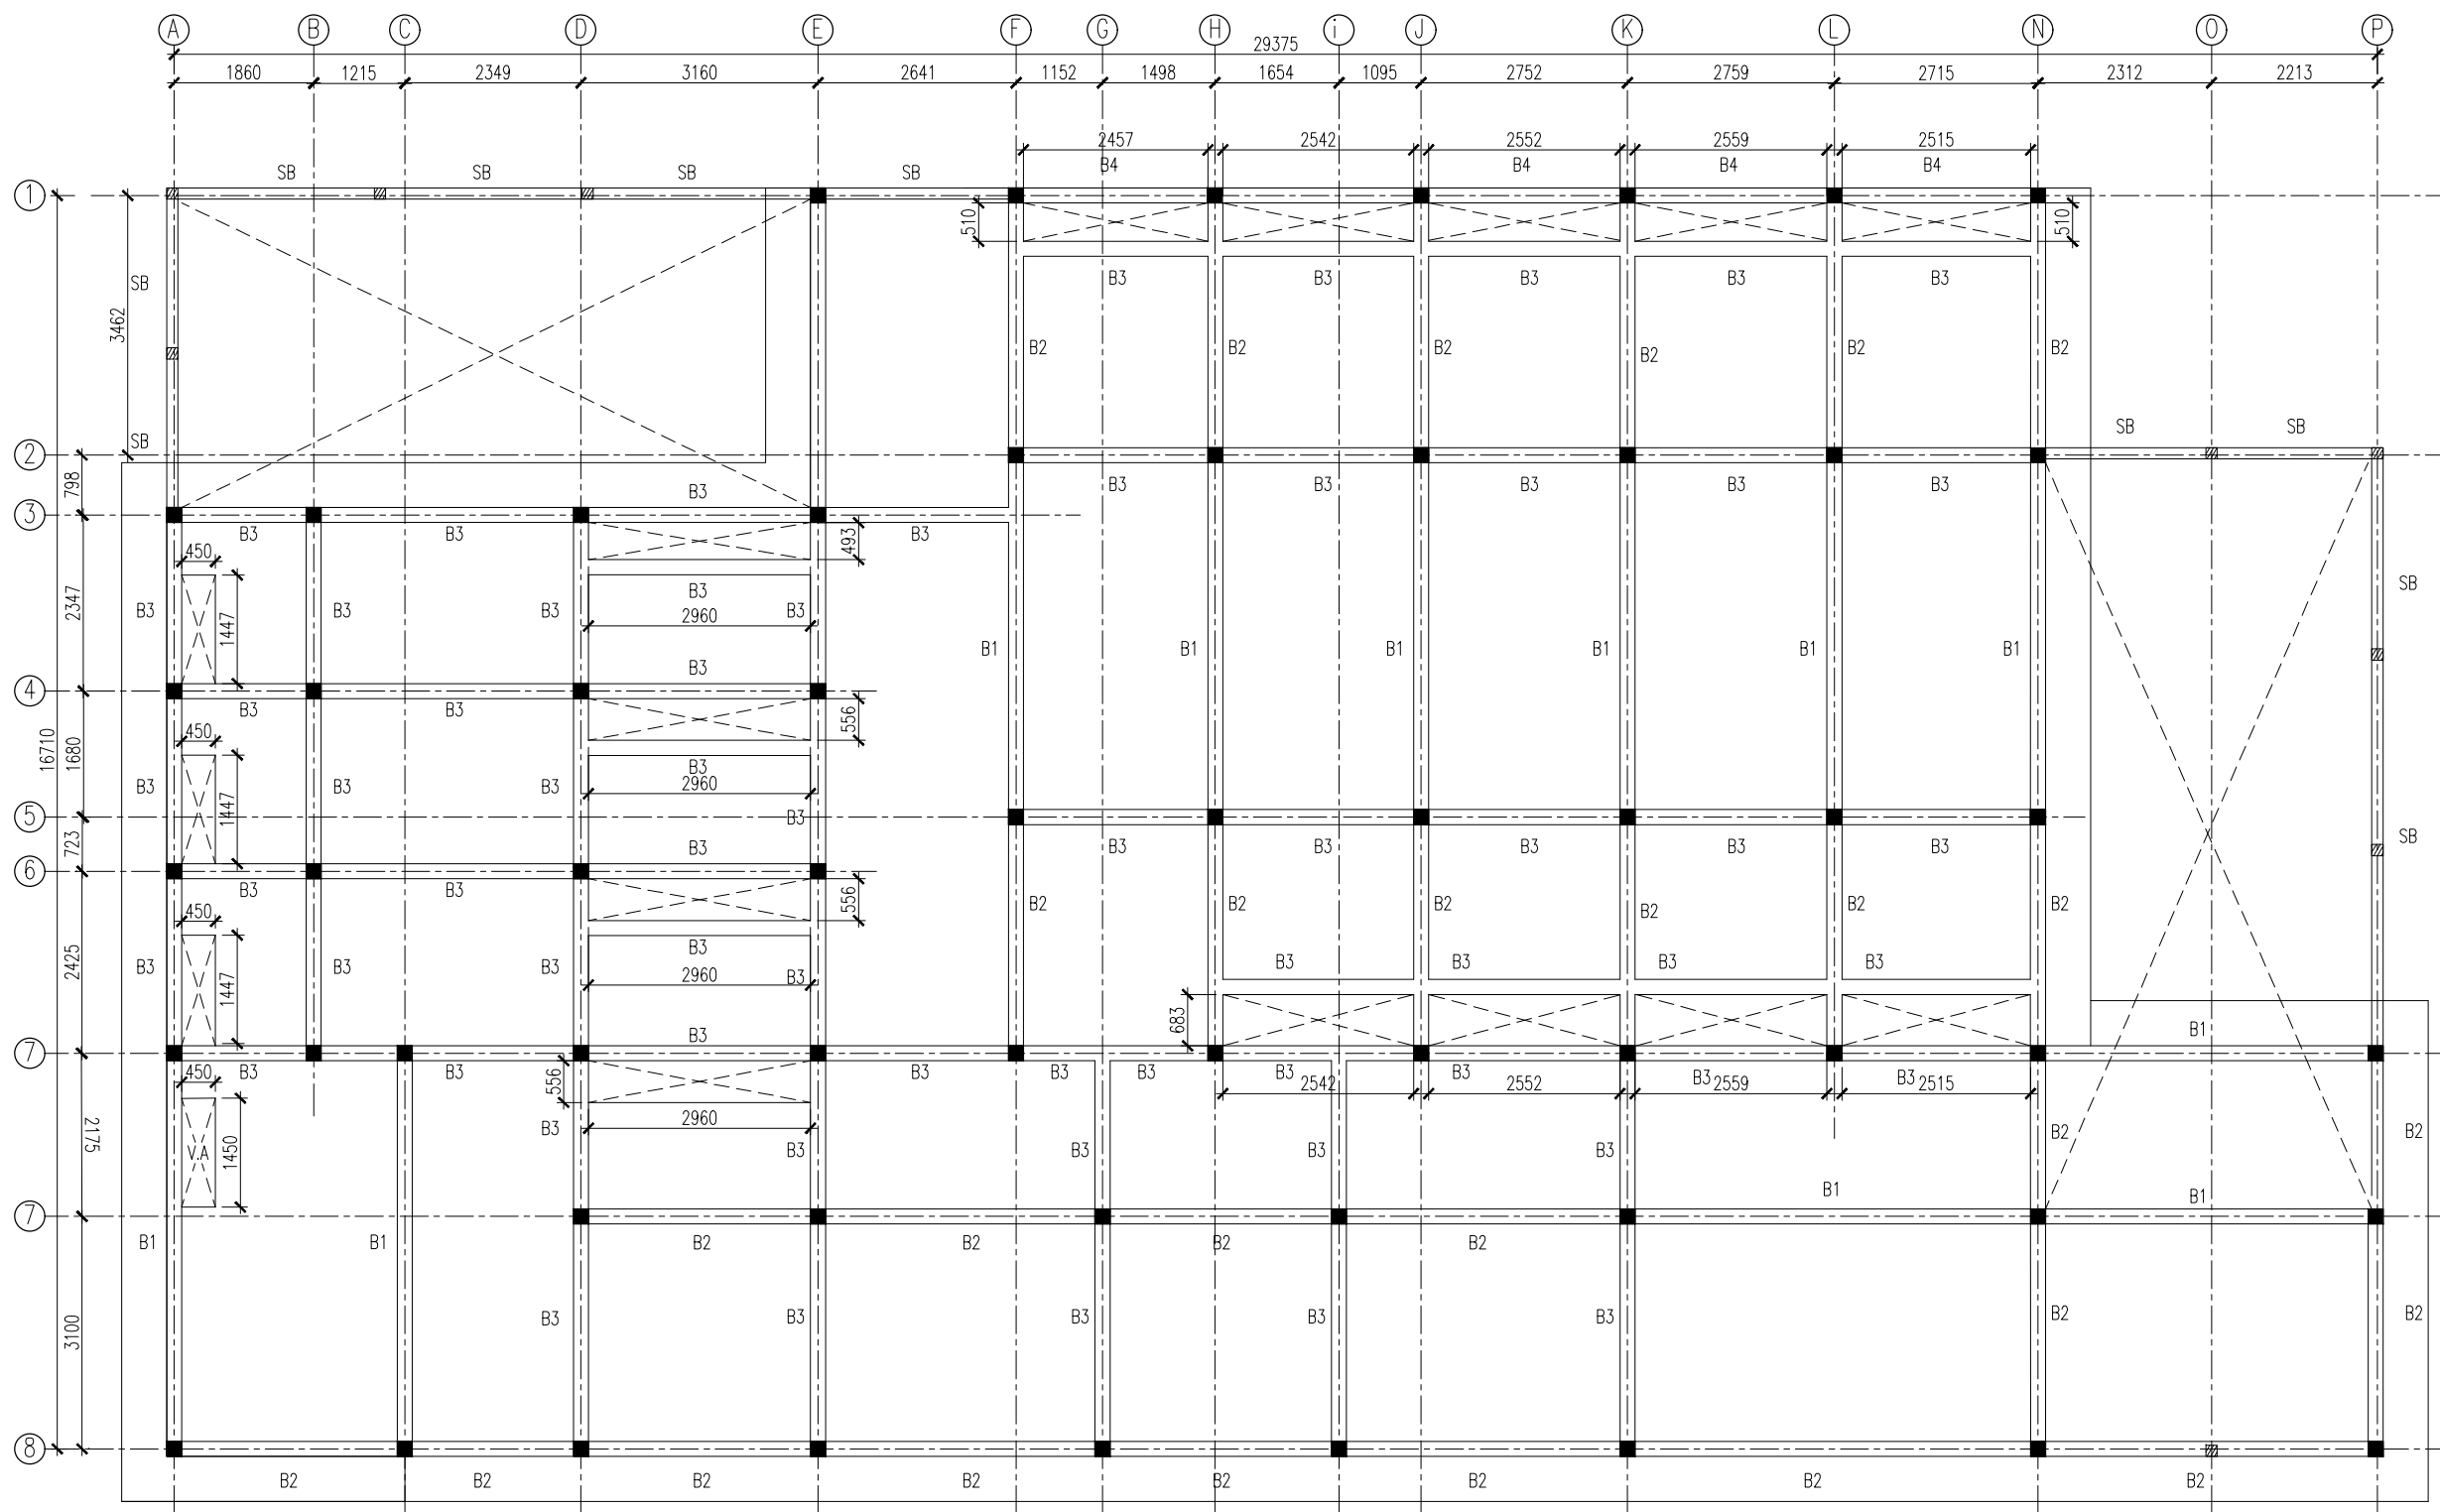 A B C D E F G H i J K L N O P
29375
1860 1215 2349 3160 2641 1152 1498 1654 1095 2752 2759 2715 2312 2213
2457 2542 2552 2559 2515
SB SB SB SB B4 B4 B4 B4
1
510 510
SB B3 B3 B3 B3 B3
3462
B2 B2 B2 B2 B2 B2
SB SB SB
2
798 B3 B3 B3 B3 B3 B3
3
B3 B3 493 B3
450
SB
2347 B3 1447 B3 B3 B3 B3
2960
B1 B1 B1 B1 B1 B1
B3
4
B3 B3 556
450
16710 1680 B3 1447 B3 B3 B3
2960
5
723 B3 B3 B3 B3 B3 B3 B3 SB
6
B3 B3 556
450 B2 B2 B2 B2 B2 B2
2425 B3 1447 B3 B3 B3 B3
2960
B3 B3 B3 B3
683
B3 B1
7
450 B3 B3 556 B3 B3 B3 B3 B3 B3 B3
2542 2552 2559 2515
2175 V.A 1450 B3 2960 B3 B3 B3 B3 B2 B2
B1 B1
7
B1 B1 B2 B2 B2 B2
3100 B3 B3 B3 B3 B3 B2 B2
8
B2 B2 B2 B2 B2 B2 B2 B2